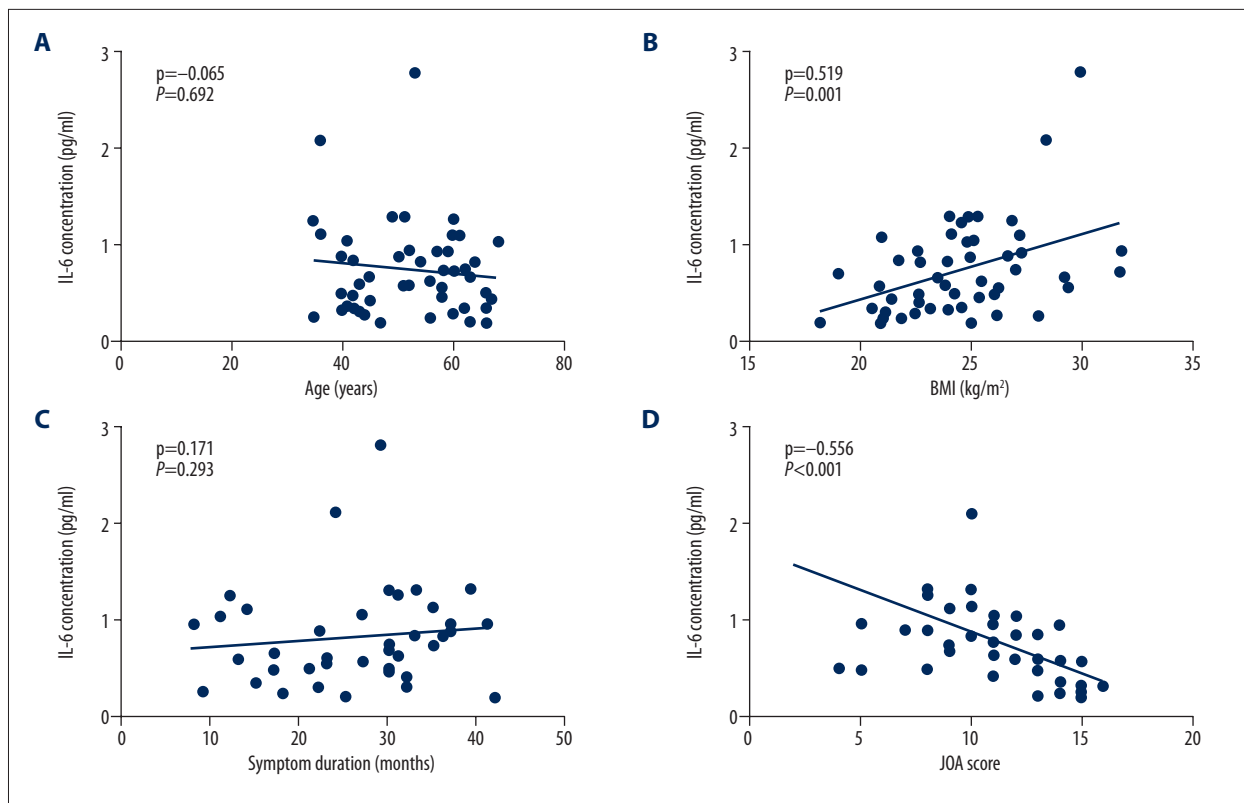 A
3
2
1
0
IL-6 concentration (pg/ml)
p=–0.065
P=0.692
0 20 40 60 80
Age (years)
B
3
2
1
0
IL-6 concentration (pg/ml)
p=0.519
P=0.001
15 20 25 30 35
BMI (kg/m²)
C
3
2
1
0
IL-6 concentration (pg/ml)
p=0.171
P=0.293
0 10 20 30 40 50
Symptom duration (months)
D
3
2
1
0
IL-6 concentration (pg/ml)
p=–0.556
P<0.001
0 5 10 15 20
JOA score